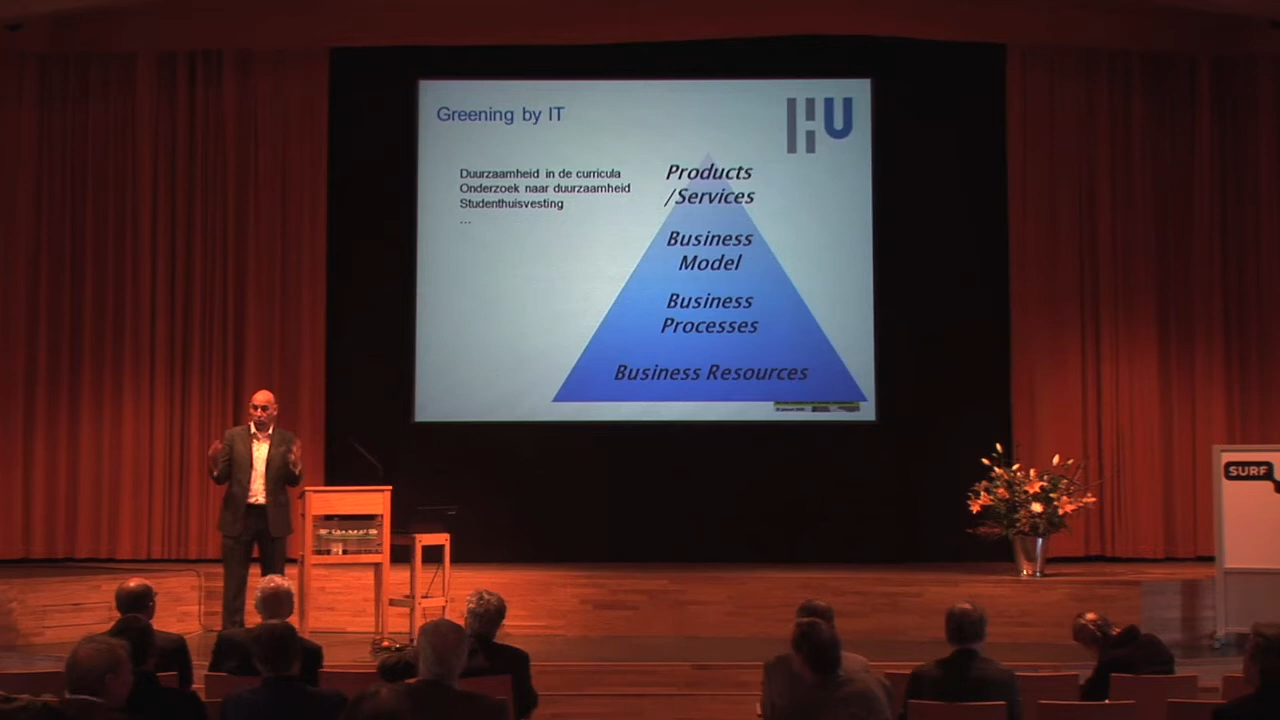 Greening by IT
HU
Duurzaamheid in de curricula
Onderzoek naar duurzaamheid
Studenthuisvesting
...
Products
/Services
Business
Model
Business
Processes
Business Resources
SURF